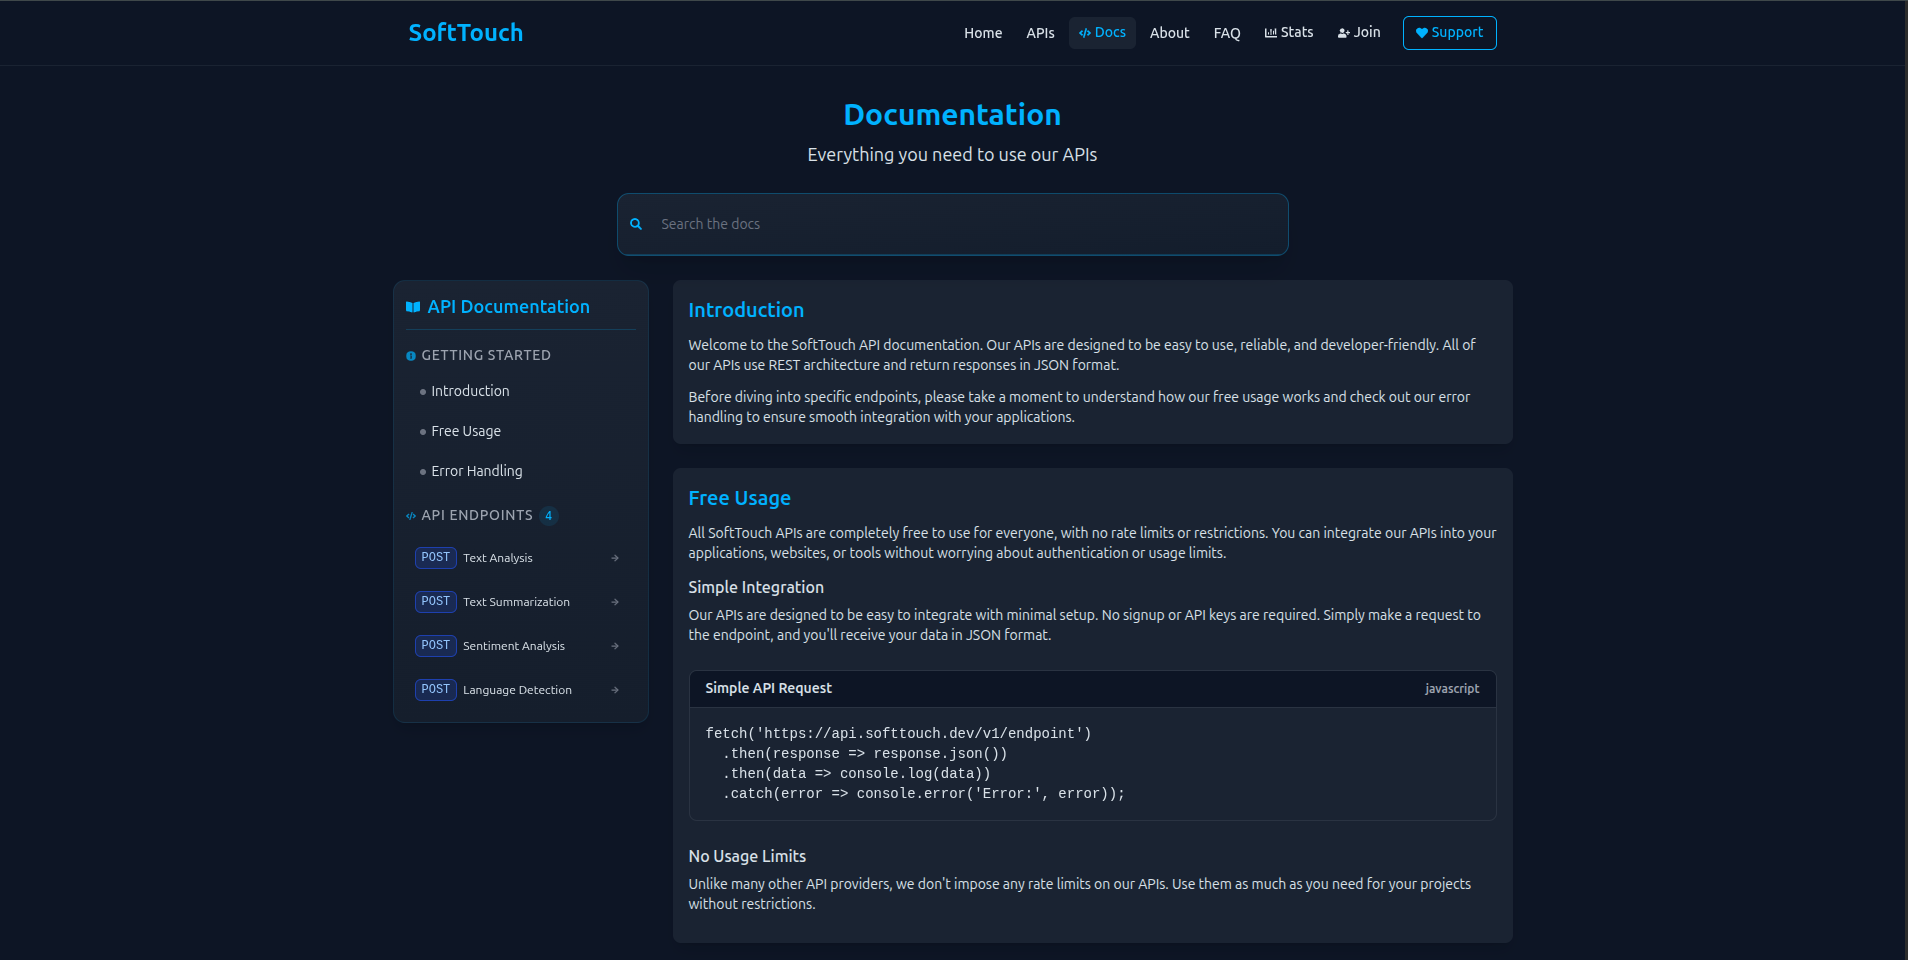 SoftTouch
Home
APIs
Docs
About
FAQ
Stats
Join
Support
Documentation
Everything you need to use our APIs
Search the docs
API Documentation
GETTING STARTED
Introduction
Free Usage
Error Handling
API ENDPOINTS 4
POST Text Analysis
POST Text Summarization
POST Sentiment Analysis
POST Language Detection
Introduction
Welcome to the SoftTouch API documentation. Our APIs are designed to be easy to use, reliable, and developer-friendly. All of
our APIs use REST architecture and return responses in JSON format.
Before diving into specific endpoints, please take a moment to understand how our free usage works and check out our error
handling to ensure smooth integration with your applications.
Free Usage
All SoftTouch APIs are completely free to use for everyone, with no rate limits or restrictions. You can integrate our APIs into your
applications, websites, or tools without worrying about authentication or usage limits.
Simple Integration
Our APIs are designed to be easy to integrate with minimal setup. No signup or API keys are required. Simply make a request to
the endpoint, and you'll receive your data in JSON format.
Simple API Request
javascript
fetch('https://api.softtouch.dev/v1/endpoint')
  .then(response => response.json())
  .then(data => console.log(data))
  .catch(error => console.error('Error:', error));
No Usage Limits
Unlike many other API providers, we don't impose any rate limits on our APIs. Use them as much as you need for your projects
without restrictions.